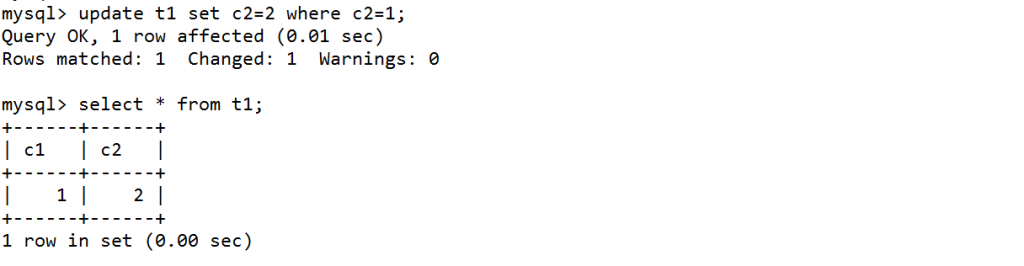 mysql> update t1 set c2=2 where c2=1;
Query OK, 1 row affected (0.01 sec)
Rows matched: 1  Changed: 1  Warnings: 0

mysql> select * from t1;
+------+------+
| c1   | c2   |
+------+------+
|    1 |    2 |
+------+------+
1 row in set (0.00 sec)